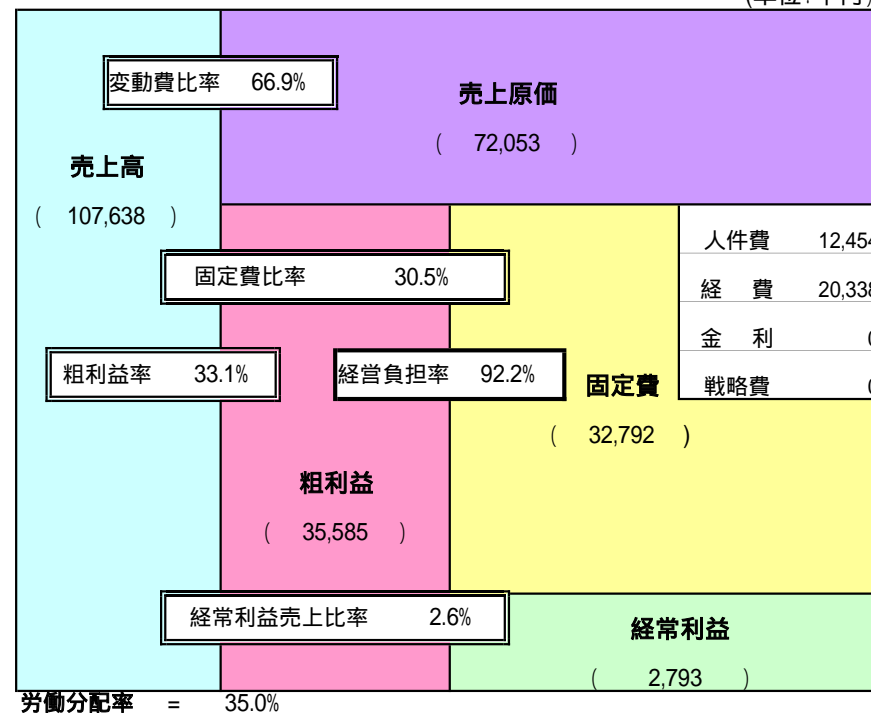 変動費比率 66.9%
売上原価
( 72,053 )
売上高
( 107,638 )
人件費 12,454
固定費比率 30.5%
経 費 20,338
金 利 0
粗利益率 33.1%
経営負担率 92.2%
固定費
戦略費 0
( 32,792 )
粗利益
( 35,585 )
経常利益売上比率 2.6%
経常利益
( 2,793 )
労働分配率 = 35.0%